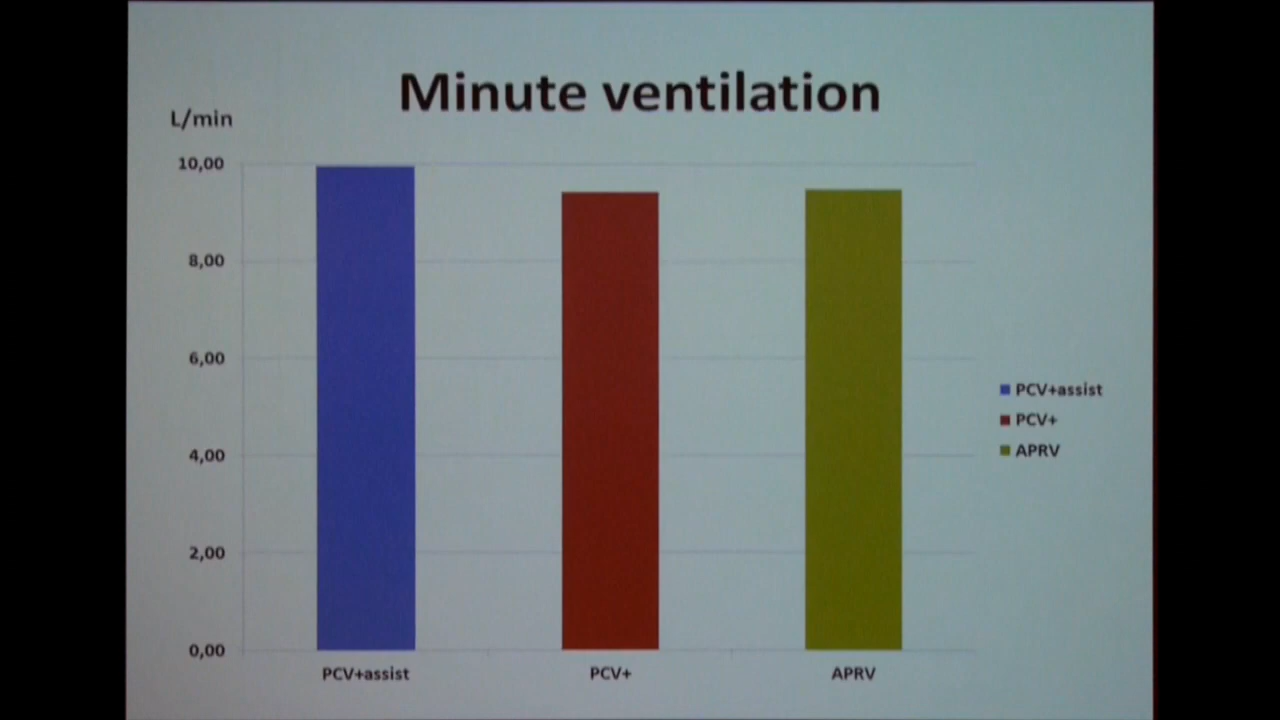 Minute ventilation
L/min
10,00
8,00
6,00
4,00
2,00
0,00
PCV+assist
PCV+
APRV
PCV+assist
PCV+
APRV